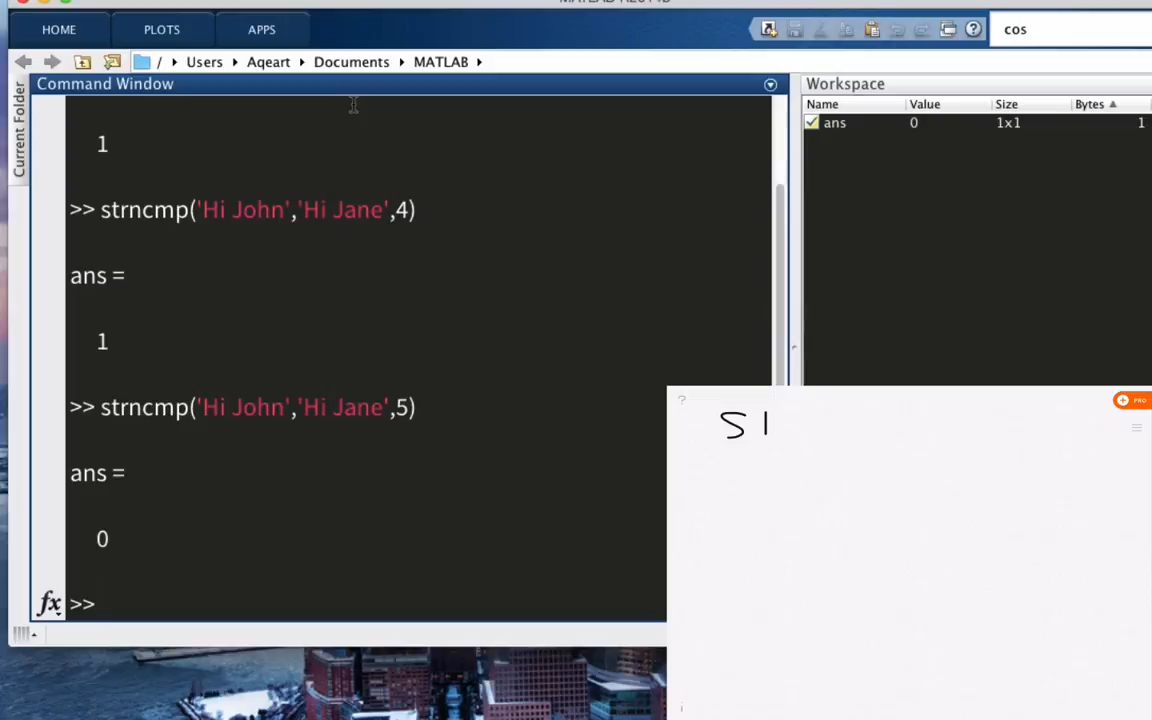 HOME PLOTS APPS cos
/ Users Aqeart Documents MATLAB
Current Folder
Command Window
1
>> strncmp('Hi John','Hi Jane',4)
ans =
1
>> strncmp('Hi John','Hi Jane',5)
ans =
0
fx >>
Workspace
Name Value Size Bytes
ans 0 1x1 1
? PRO
S I